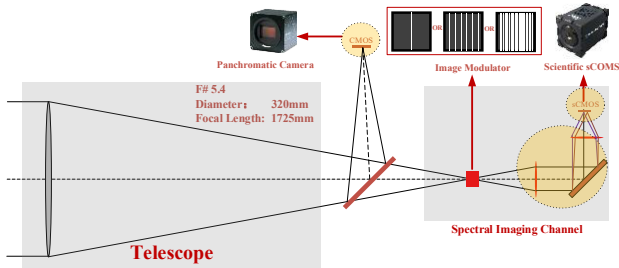 CMOS
OR
OR
Panchromatic Camera
Image Modulator
Scientific sCOMS
F# 5.4
Diameter： 320mm
Focal Length: 1725mm
sCMOS
Telescope
Spectral Imaging Channel